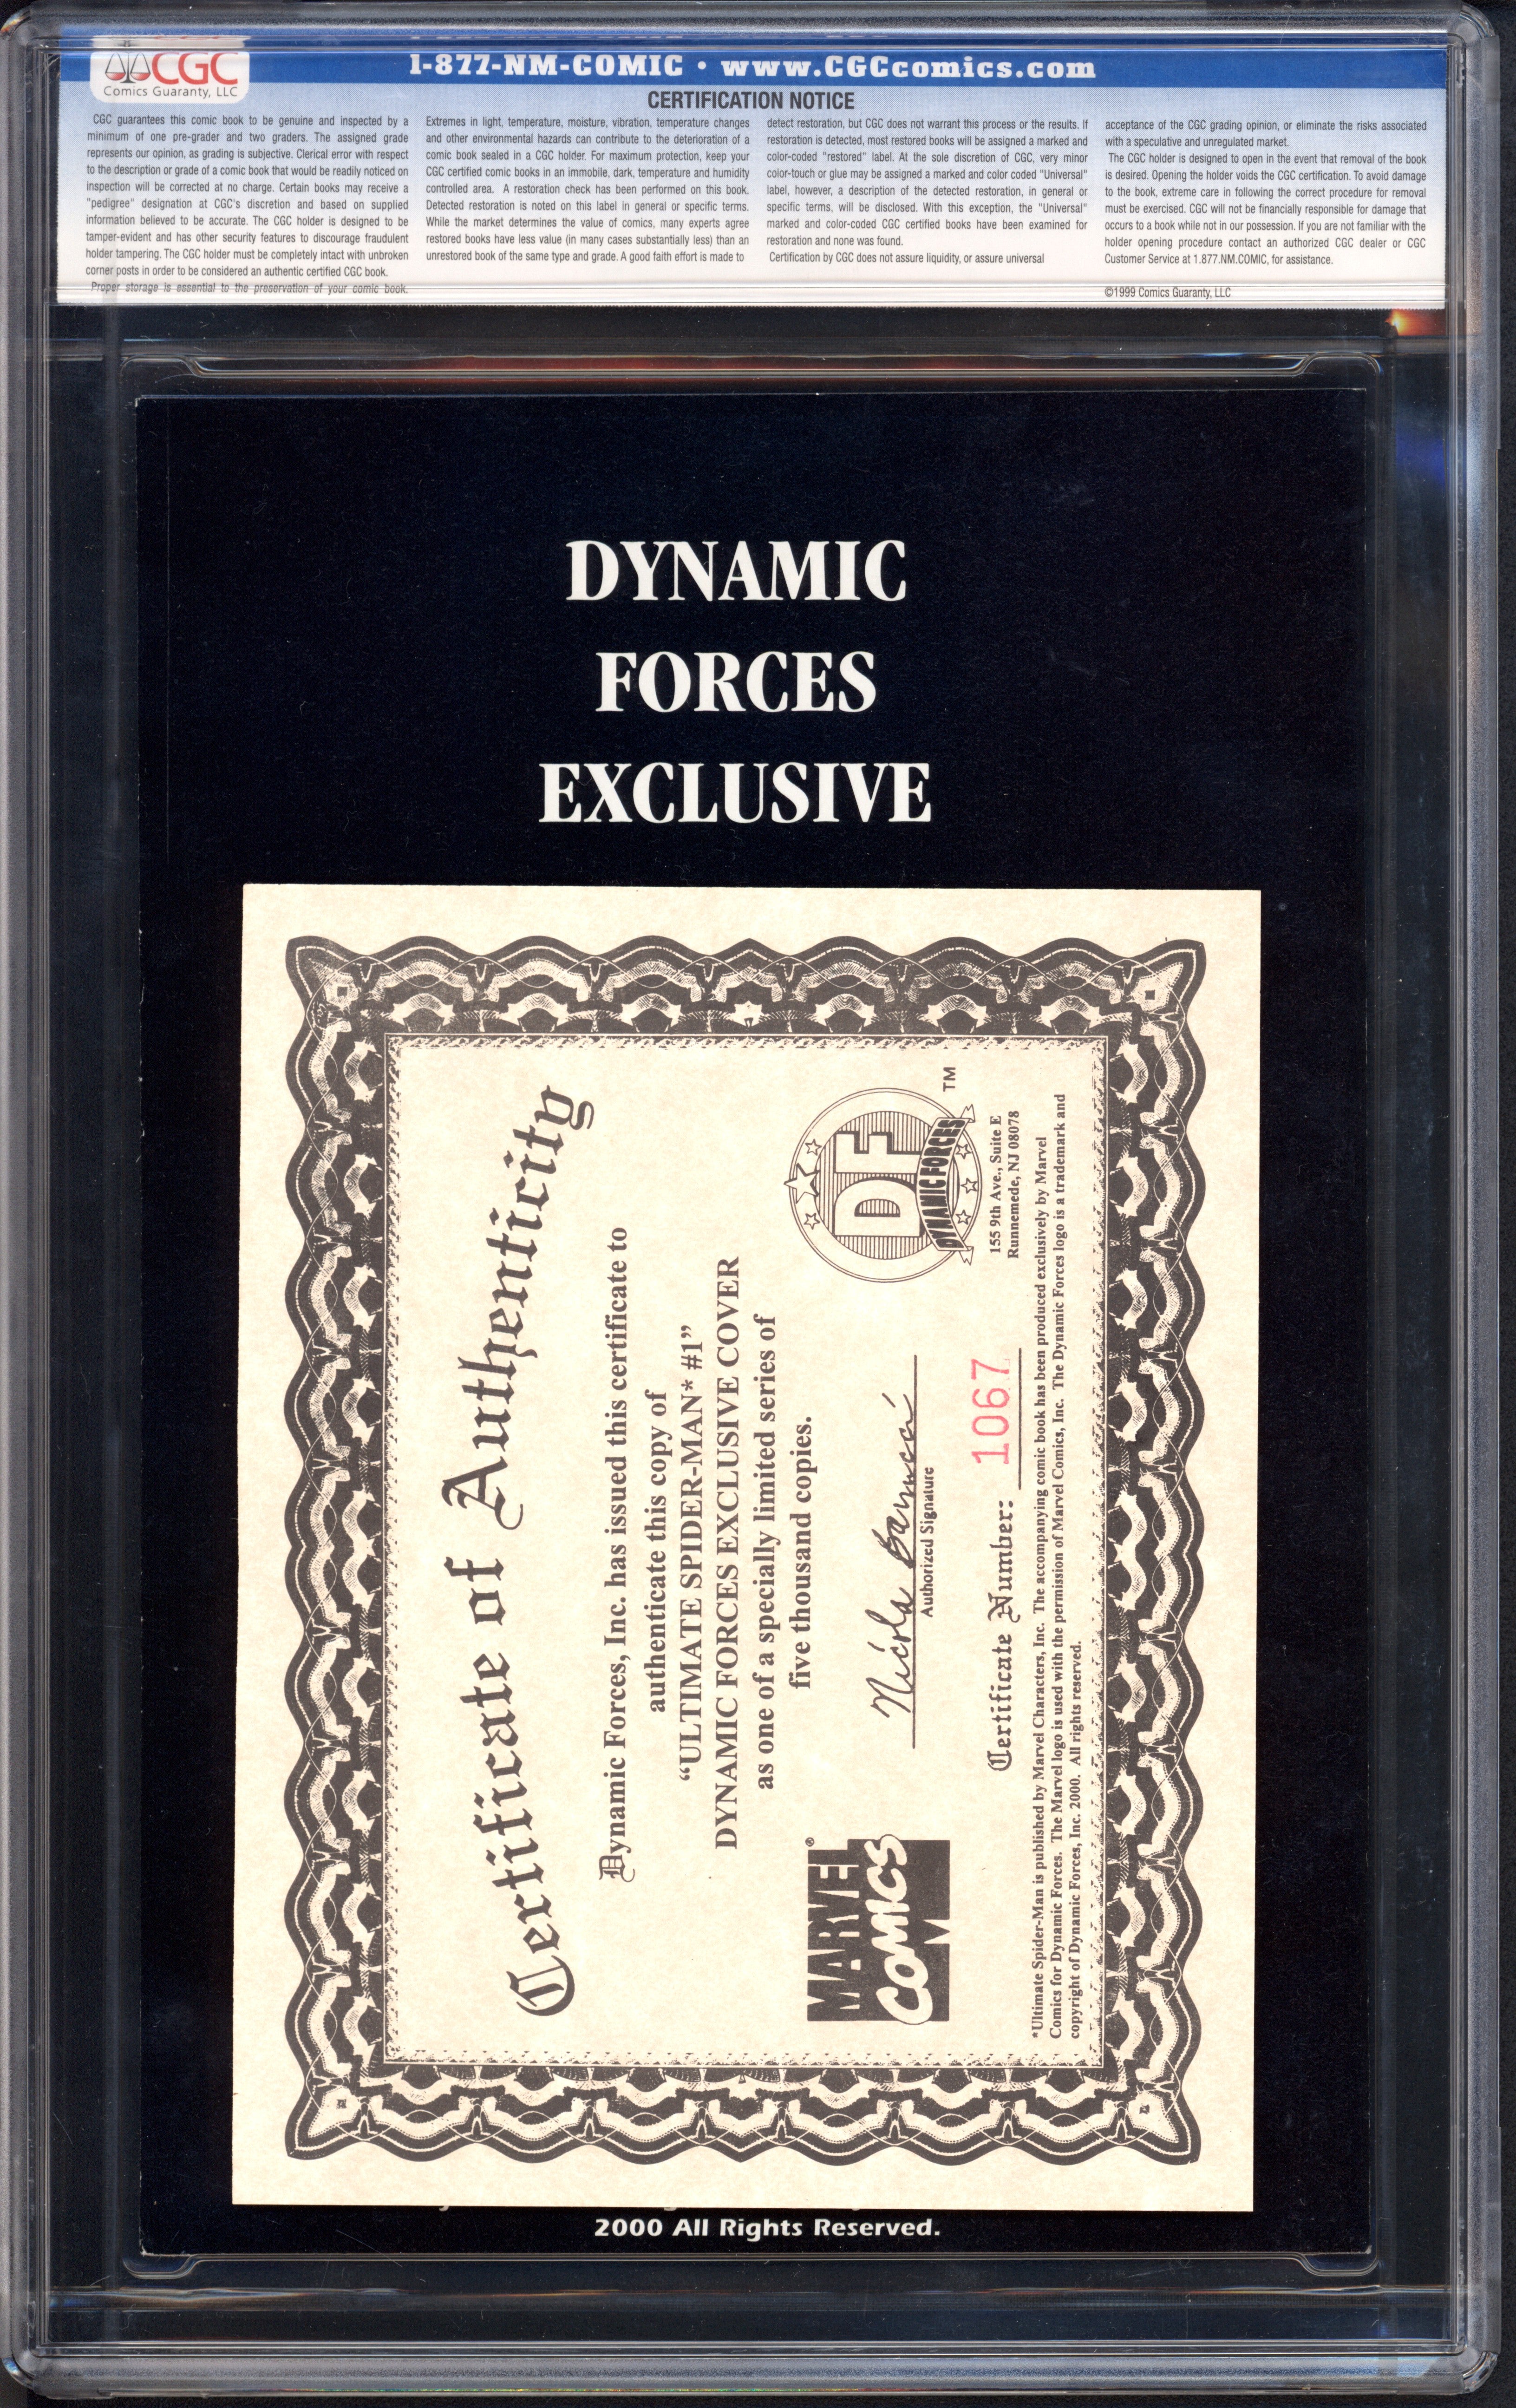 CGC
Comics Guaranty, LLC
1-877-NM-COMIC • www.CGCcomics.com
CERTIFICATION NOTICE
CGC guarantees this comic book to be genuine and inspected by a
minimum of one pre-grader and two graders. The assigned grade
represents our opinion, as grading is subjective. Clerical error with respect
to the description or grade of a comic book that would be readily noticed on
inspection will be corrected at no charge. Certain books may receive a
"pedigree" designation at CGC's discretion and based on supplied
information believed to be accurate. The CGC holder is designed to be
tamper-evident and has other security features to discourage fraudulent
holder tampering. The CGC holder must be completely intact with unbroken
corner posts in order to be considered an authentic certified CGC book.
Proper storage is essential to the preservation of your comic book.
Extremes in light, temperature, moisture, vibration, temperature changes
and other environmental hazards can contribute to the deterioration of a
comic book sealed in a CGC holder. For maximum protection, keep your
CGC certified comic books in an immobile, dark, temperature and humidity
controlled area. A restoration check has been performed on this book.
Detected restoration is noted on this label in general or specific terms.
While the market determines the value of comics, many experts agree
restored books have less value (in many cases substantially less) than an
unrestored book of the same type and grade. A good faith effort is made to
detect restoration, but CGC does not warrant this process or the results. If
restoration is detected, most restored books will be assigned a marked and
color-coded "restored" label. At the sole discretion of CGC, very minor
color-touch or glue may be assigned a marked and color coded "Universal"
label, however, a description of the detected restoration, in general or
specific terms, will be disclosed. With this exception, the "Universal"
marked and color-coded CGC certified books have been examined for
restoration and none was found.
Certification by CGC does not assure liquidity, or assure universal
acceptance of the CGC grading opinion, or eliminate the risks associated
with a speculative and unregulated market.
The CGC holder is designed to open in the event that removal of the book
is desired. Opening the holder voids the CGC certification. To avoid damage
to the book, extreme care in following the correct procedure for removal
must be exercised. CGC will not be financially responsible for damage that
occurs to a book while not in our possession. If you are not familiar with the
holder opening procedure contact an authorized CGC dealer or CGC
Customer Service at 1.877.NM.COMIC, for assistance.
©1999 Comics Guaranty, LLC
DYNAMIC
FORCES
EXCLUSIVE
Certificate of Authenticity
Dynamic Forces, Inc. has issued this certificate to
authenticate this copy of
“ULTIMATE SPIDER-MAN* #1”
DYNAMIC FORCES EXCLUSIVE COVER
as one of a specially limited series of
five thousand copies.
MARVEL®
COMICS
Nicola Barrucci
Authorized Signature
DF
DYNAMIC FORCES
TM
155 9th Ave., Suite E
Runnemede, NJ 08078
Certificate Number: 1067
*Ultimate Spider-Man is published by Marvel Characters, Inc. The accompanying comic book has been produced exclusively by Marvel
Comics for Dynamic Forces. The Marvel logo is used with the permission of Marvel Comics, Inc. The Dynamic Forces logo is a trademark and
copyright of Dynamic Forces, Inc. 2000. All rights reserved.
2000 All Rights Reserved.